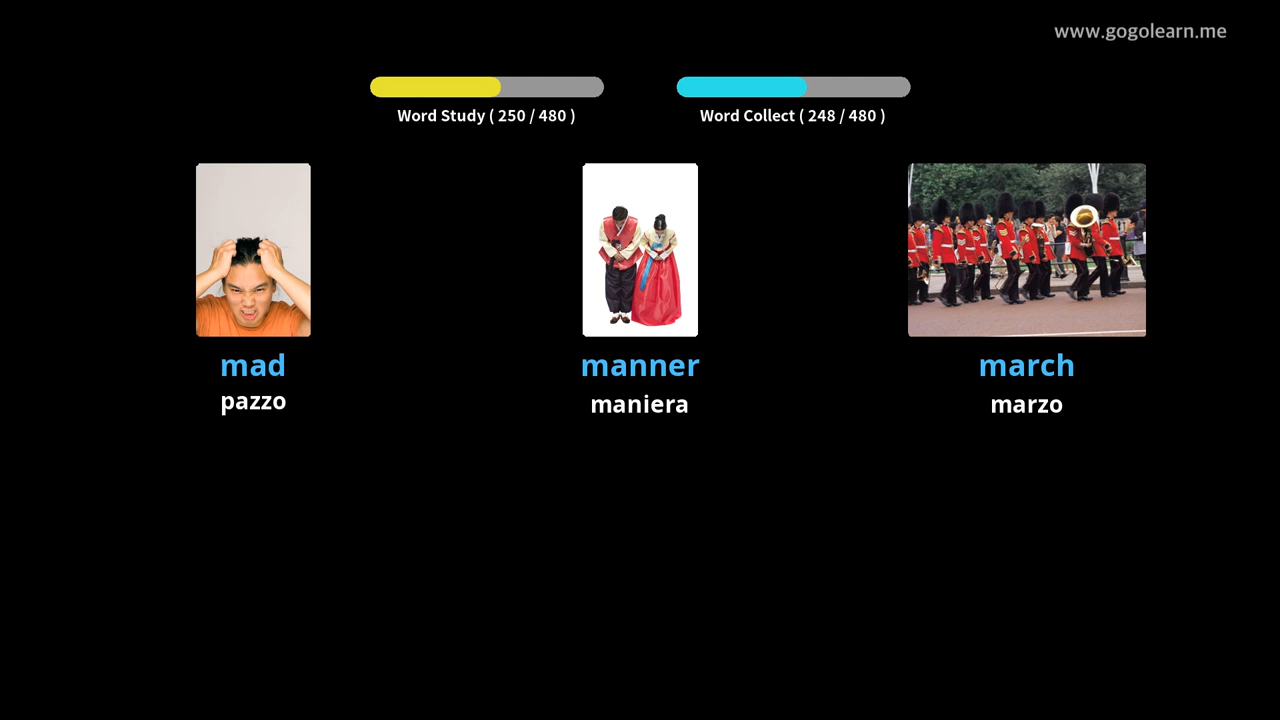 www.gogolearn.me
Word Study ( 250 / 480 )
Word Collect ( 248 / 480 )
mad
pazzo
manner
maniera
march
marzo